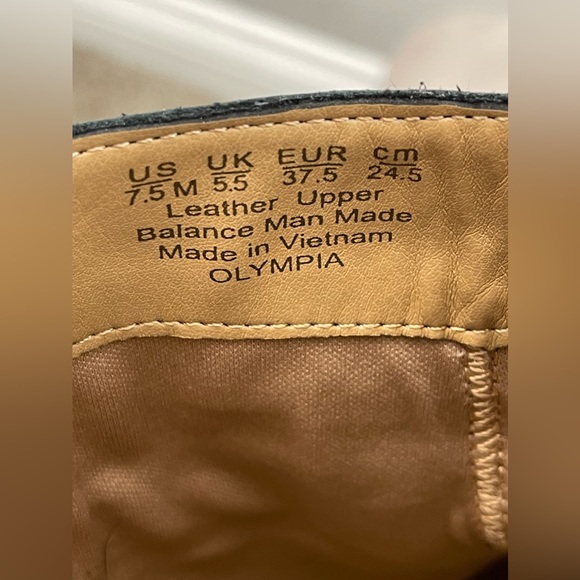 US UK EUR cm
7.5 M 5.5 37.5 24.5
Leather Upper
Balance Man Made
Made in Vietnam
OLYMPIA